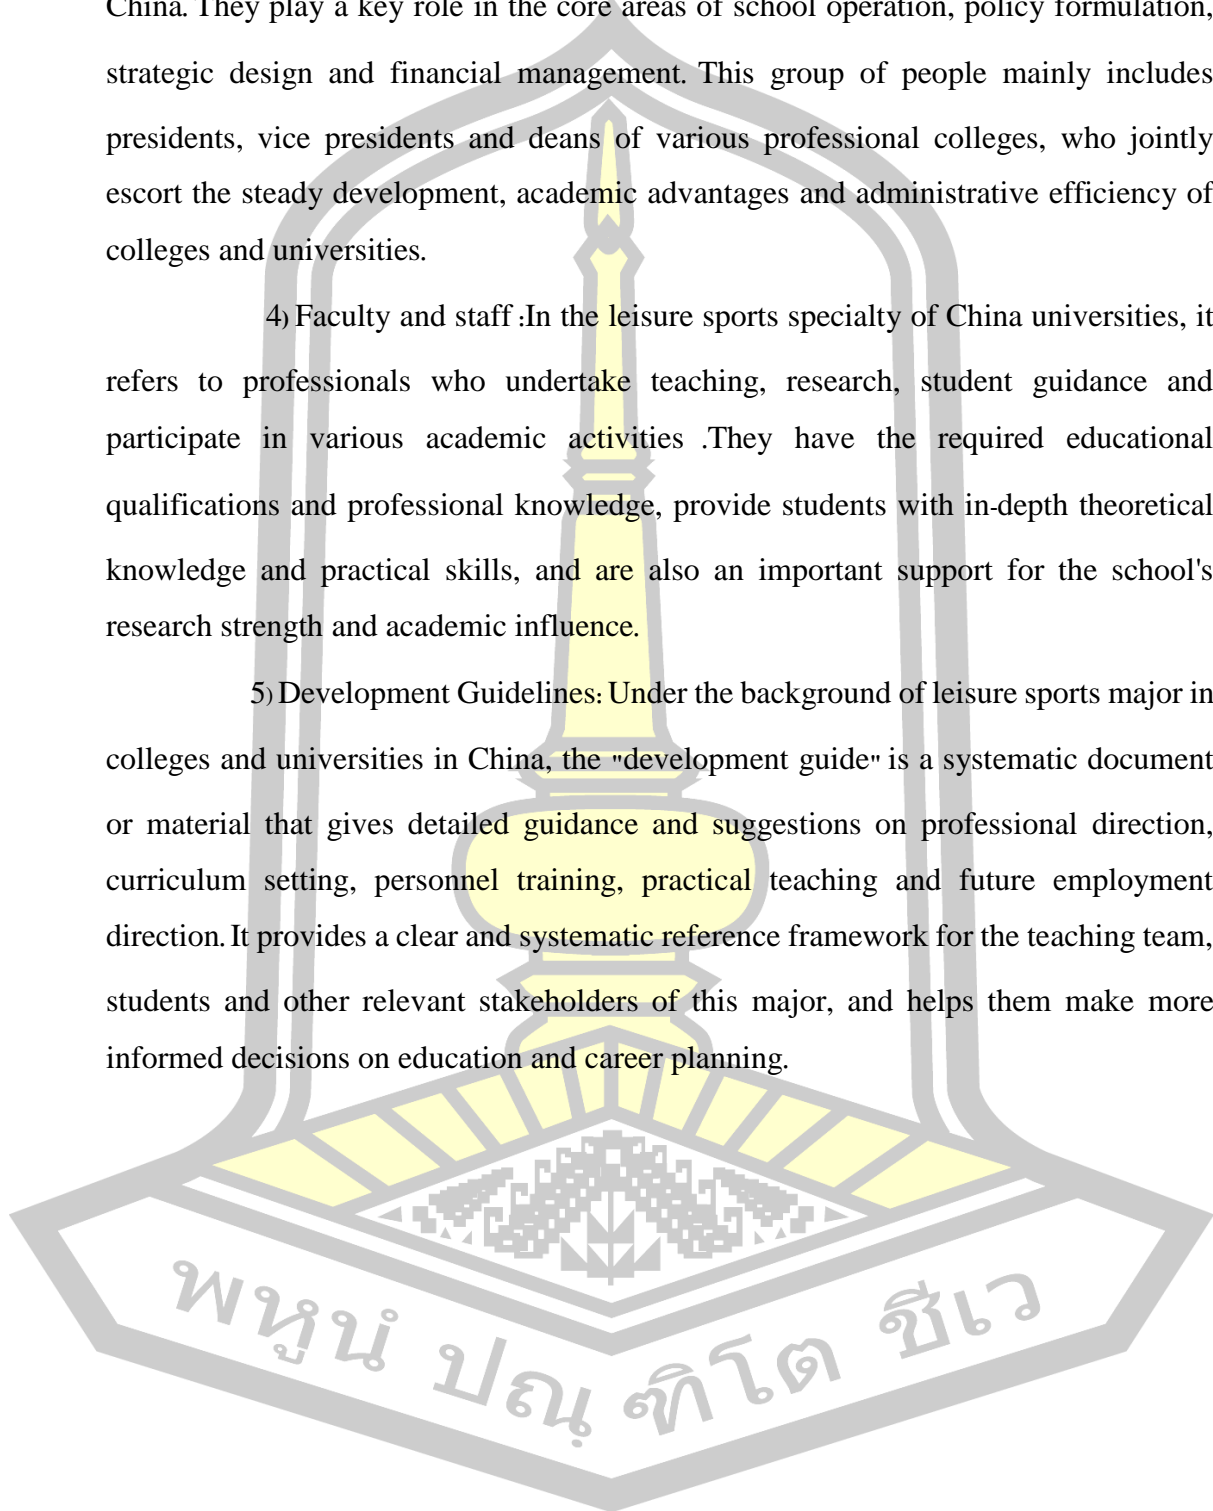 China. They play a key role in the core areas of school operation, policy formulation,
strategic design and financial management. This group of people mainly includes
presidents, vice presidents and deans of various professional colleges, who jointly
escort the steady development, academic advantages and administrative efficiency of
colleges and universities.
4) Faculty and staff :In the leisure sports specialty of China universities, it
refers to professionals who undertake teaching, research, student guidance and
participate in various academic activities .They have the required educational
qualifications and professional knowledge, provide students with in-depth theoretical
knowledge and practical skills, and are also an important support for the school's
research strength and academic influence.
5) Development Guidelines: Under the background of leisure sports major in
colleges and universities in China, the "development guide" is a systematic document
or material that gives detailed guidance and suggestions on professional direction,
curriculum setting, personnel training, practical teaching and future employment
direction. It provides a clear and systematic reference framework for the teaching team,
students and other relevant stakeholders of this major, and helps them make more
informed decisions on education and career planning.
พหูนํ ปณฺฑิโต ชีเว